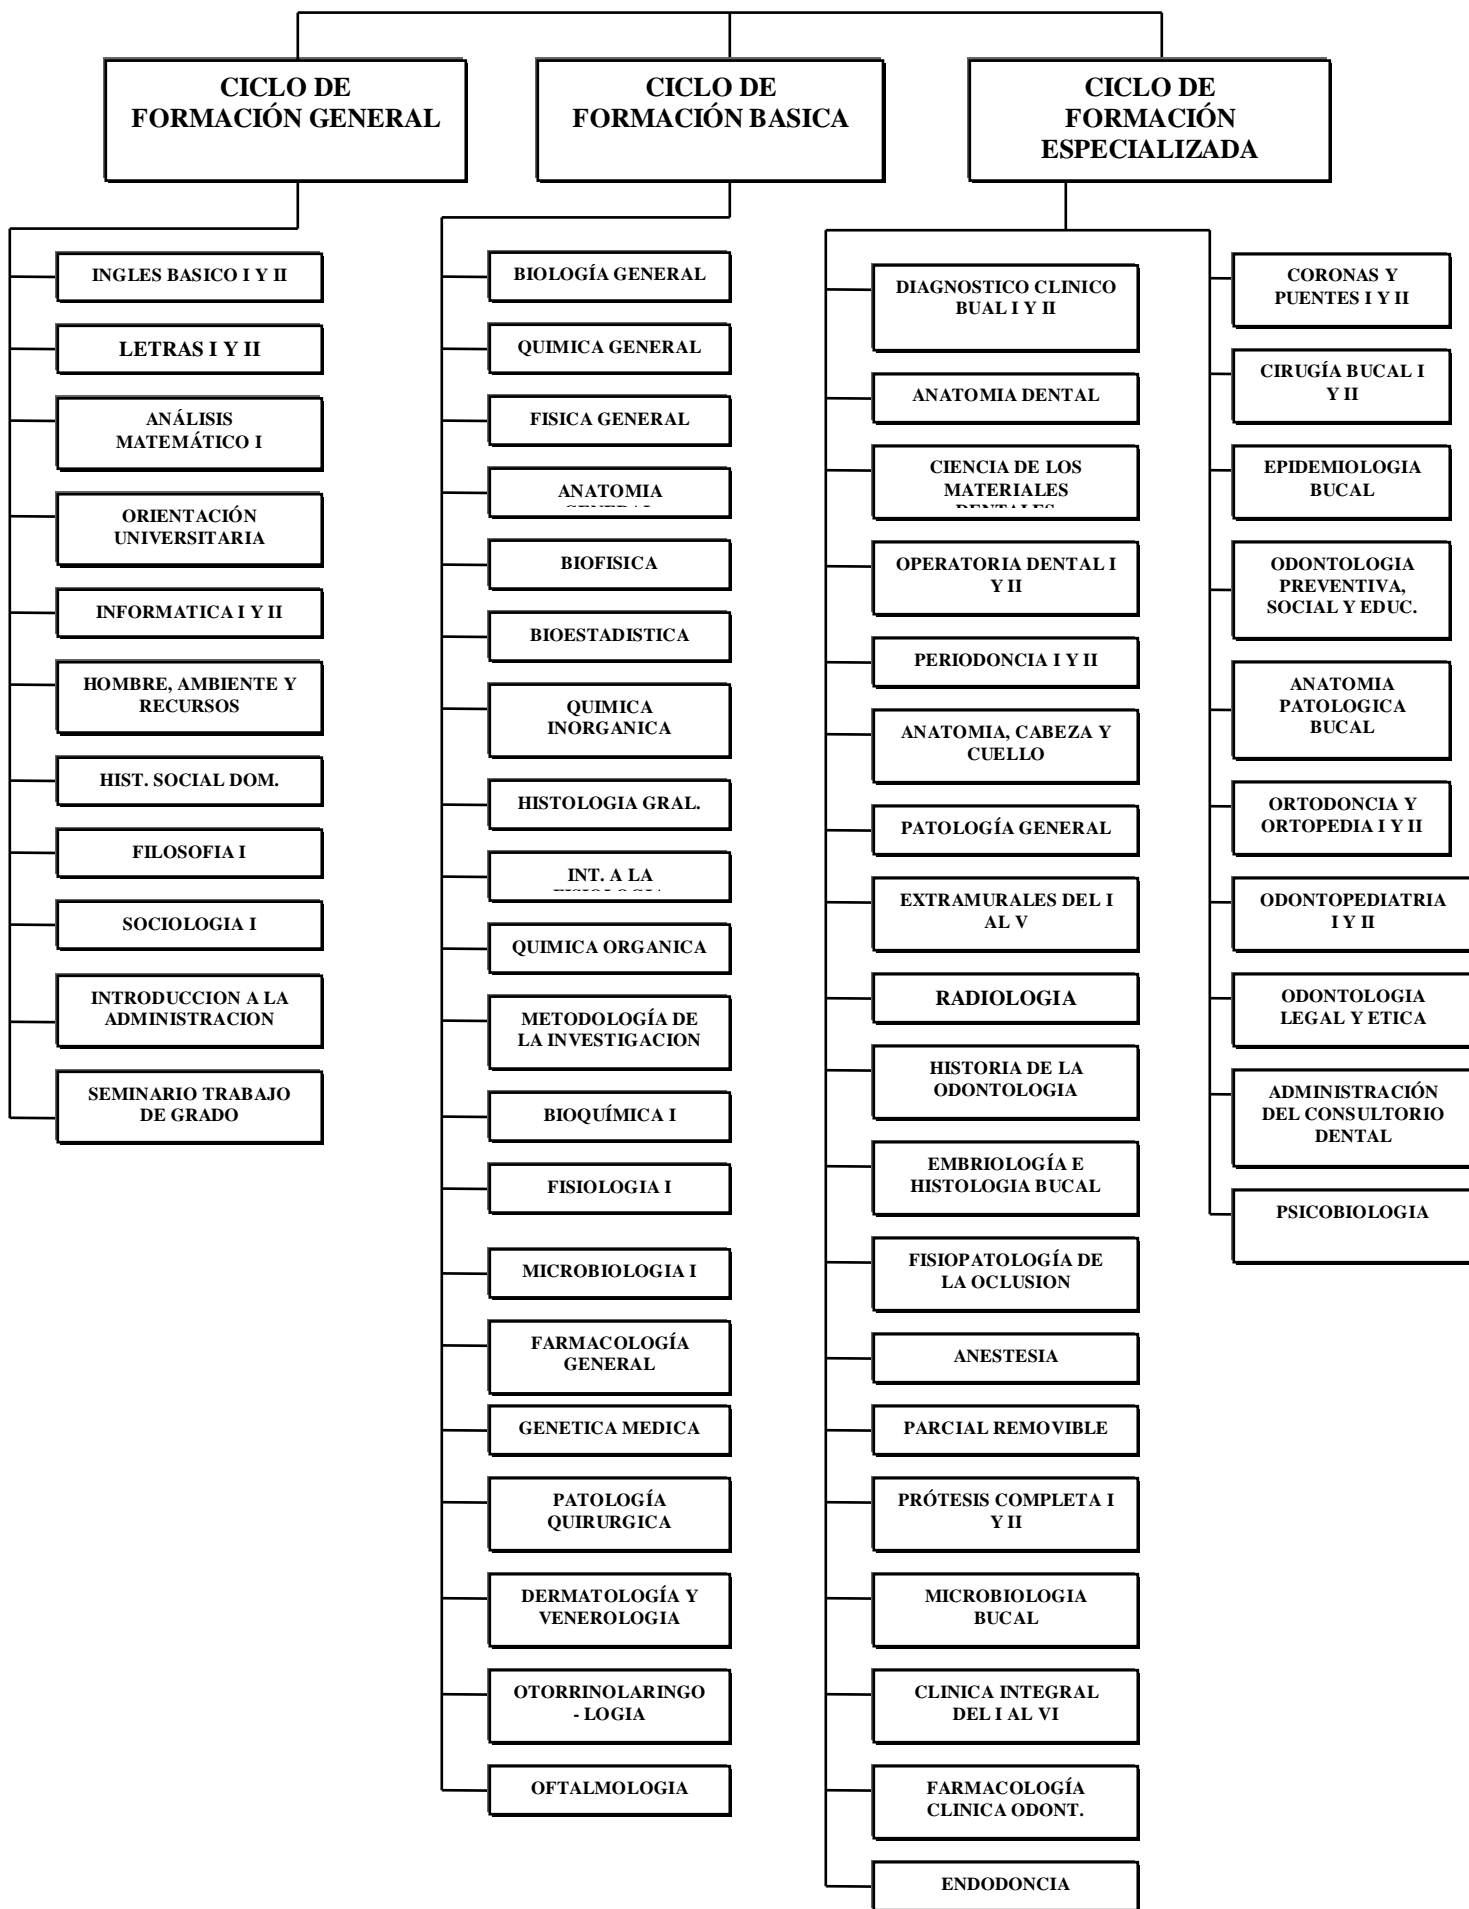 CICLO DE
FORMACIÓN GENERAL
CICLO DE
FORMACIÓN BASICA
CICLO DE
FORMACIÓN
ESPECIALIZADA
INGLES BASICO I Y II
LETRAS I Y II
ANÁLISIS
MATEMÁTICO I
ORIENTACIÓN
UNIVERSITARIA
INFORMATICA I Y II
HOMBRE, AMBIENTE Y
RECURSOS
HIST. SOCIAL DOM.
FILOSOFIA I
SOCIOLOGIA I
INTRODUCCION A LA
ADMINISTRACION
SEMINARIO TRABAJO
DE GRADO
BIOLOGÍA GENERAL
QUIMICA GENERAL
FISICA GENERAL
ANATOMIA
BIOFISICA
BIOESTADISTICA
QUIMICA
INORGANICA
HISTOLOGIA GRAL.
INT. A LA
QUIMICA ORGANICA
METODOLOGÍA DE
LA INVESTIGACION
BIOQUÍMICA I
FISIOLOGIA I
MICROBIOLOGIA I
FARMACOLOGÍA
GENERAL
GENETICA MEDICA
PATOLOGÍA
QUIRURGICA
DERMATOLOGÍA Y
VENEROLOGIA
OTORRINOLARINGO
- LOGIA
OFTALMOLOGIA
DIAGNOSTICO CLINICO
BUAL I Y II
ANATOMIA DENTAL
CIENCIA DE LOS
MATERIALES
DENTALES
OPERATORIA DENTAL I
Y II
PERIODONCIA I Y II
ANATOMIA, CABEZA Y
CUELLO
PATOLOGÍA GENERAL
EXTRAMURALES DEL I
AL V
RADIOLOGIA
HISTORIA DE LA
ODONTOLOGIA
EMBRIOLOGÍA E
HISTOLOGIA BUCAL
FISIOPATOLOGÍA DE
LA OCLUSION
ANESTESIA
PARCIAL REMOVIBLE
PRÓTESIS COMPLETA I
Y II
MICROBIOLOGIA
BUCAL
CLINICA INTEGRAL
DEL I AL VI
FARMACOLOGÍA
CLINICA ODONT.
ENDODONCIA
CORONAS Y
PUENTES I Y II
CIRUGÍA BUCAL I
Y II
EPIDEMIOLOGIA
BUCAL
ODONTOLOGIA
PREVENTIVA,
SOCIAL Y EDUC.
ANATOMIA
PATOLOGICA
BUCAL
ORTODONCIA Y
ORTOPEDIA I Y II
ODONTOPEDIATRIA
I Y II
ODONTOLOGIA
LEGAL Y ETICA
ADMINISTRACIÓN
DEL CONSULTORIO
DENTAL
PSICOBIOLOGIA